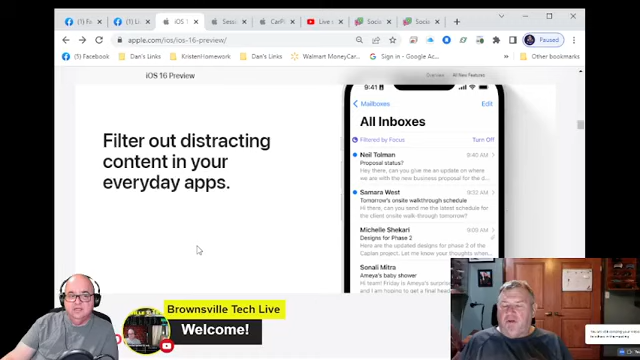 iOS
Live s
Socia
Socia
apple.com/ios/ios-16-preview/
Paused
Facebook
Dan's Links
KristenHomework
Dan's Links
Walmart MoneyCar...
Sign in - Google Ac...
Other bookmarks
iOS 16 Preview
Overview
All New Features
Filter out distracting
content in your
everyday apps.
9:41
Mailboxes
Edit
All Inboxes
Filtered by Focus
Turn Off
Neil Tolman
9:40 AM
Proposal status?
Hey there, can you give me an update on where
we are with the new business proposal for the d...
Samara West
9:32 AM
Tomorrow's onsite walkthrough schedule
Hi there, can you send me the latest schedule for
the client onsite walk through tomorrow?
Michelle Shekari
9:05 AM
Designs for Phase 2
Here are the updated designs for phase 2 of the
Capian project. Let me know your thoughts when...
Sonali Mitra
Ameya's baby shower
Hi team! Friday is Ameya's surpris
and I am hoping to get a final head
Brownsville Tech Live
Welcome!